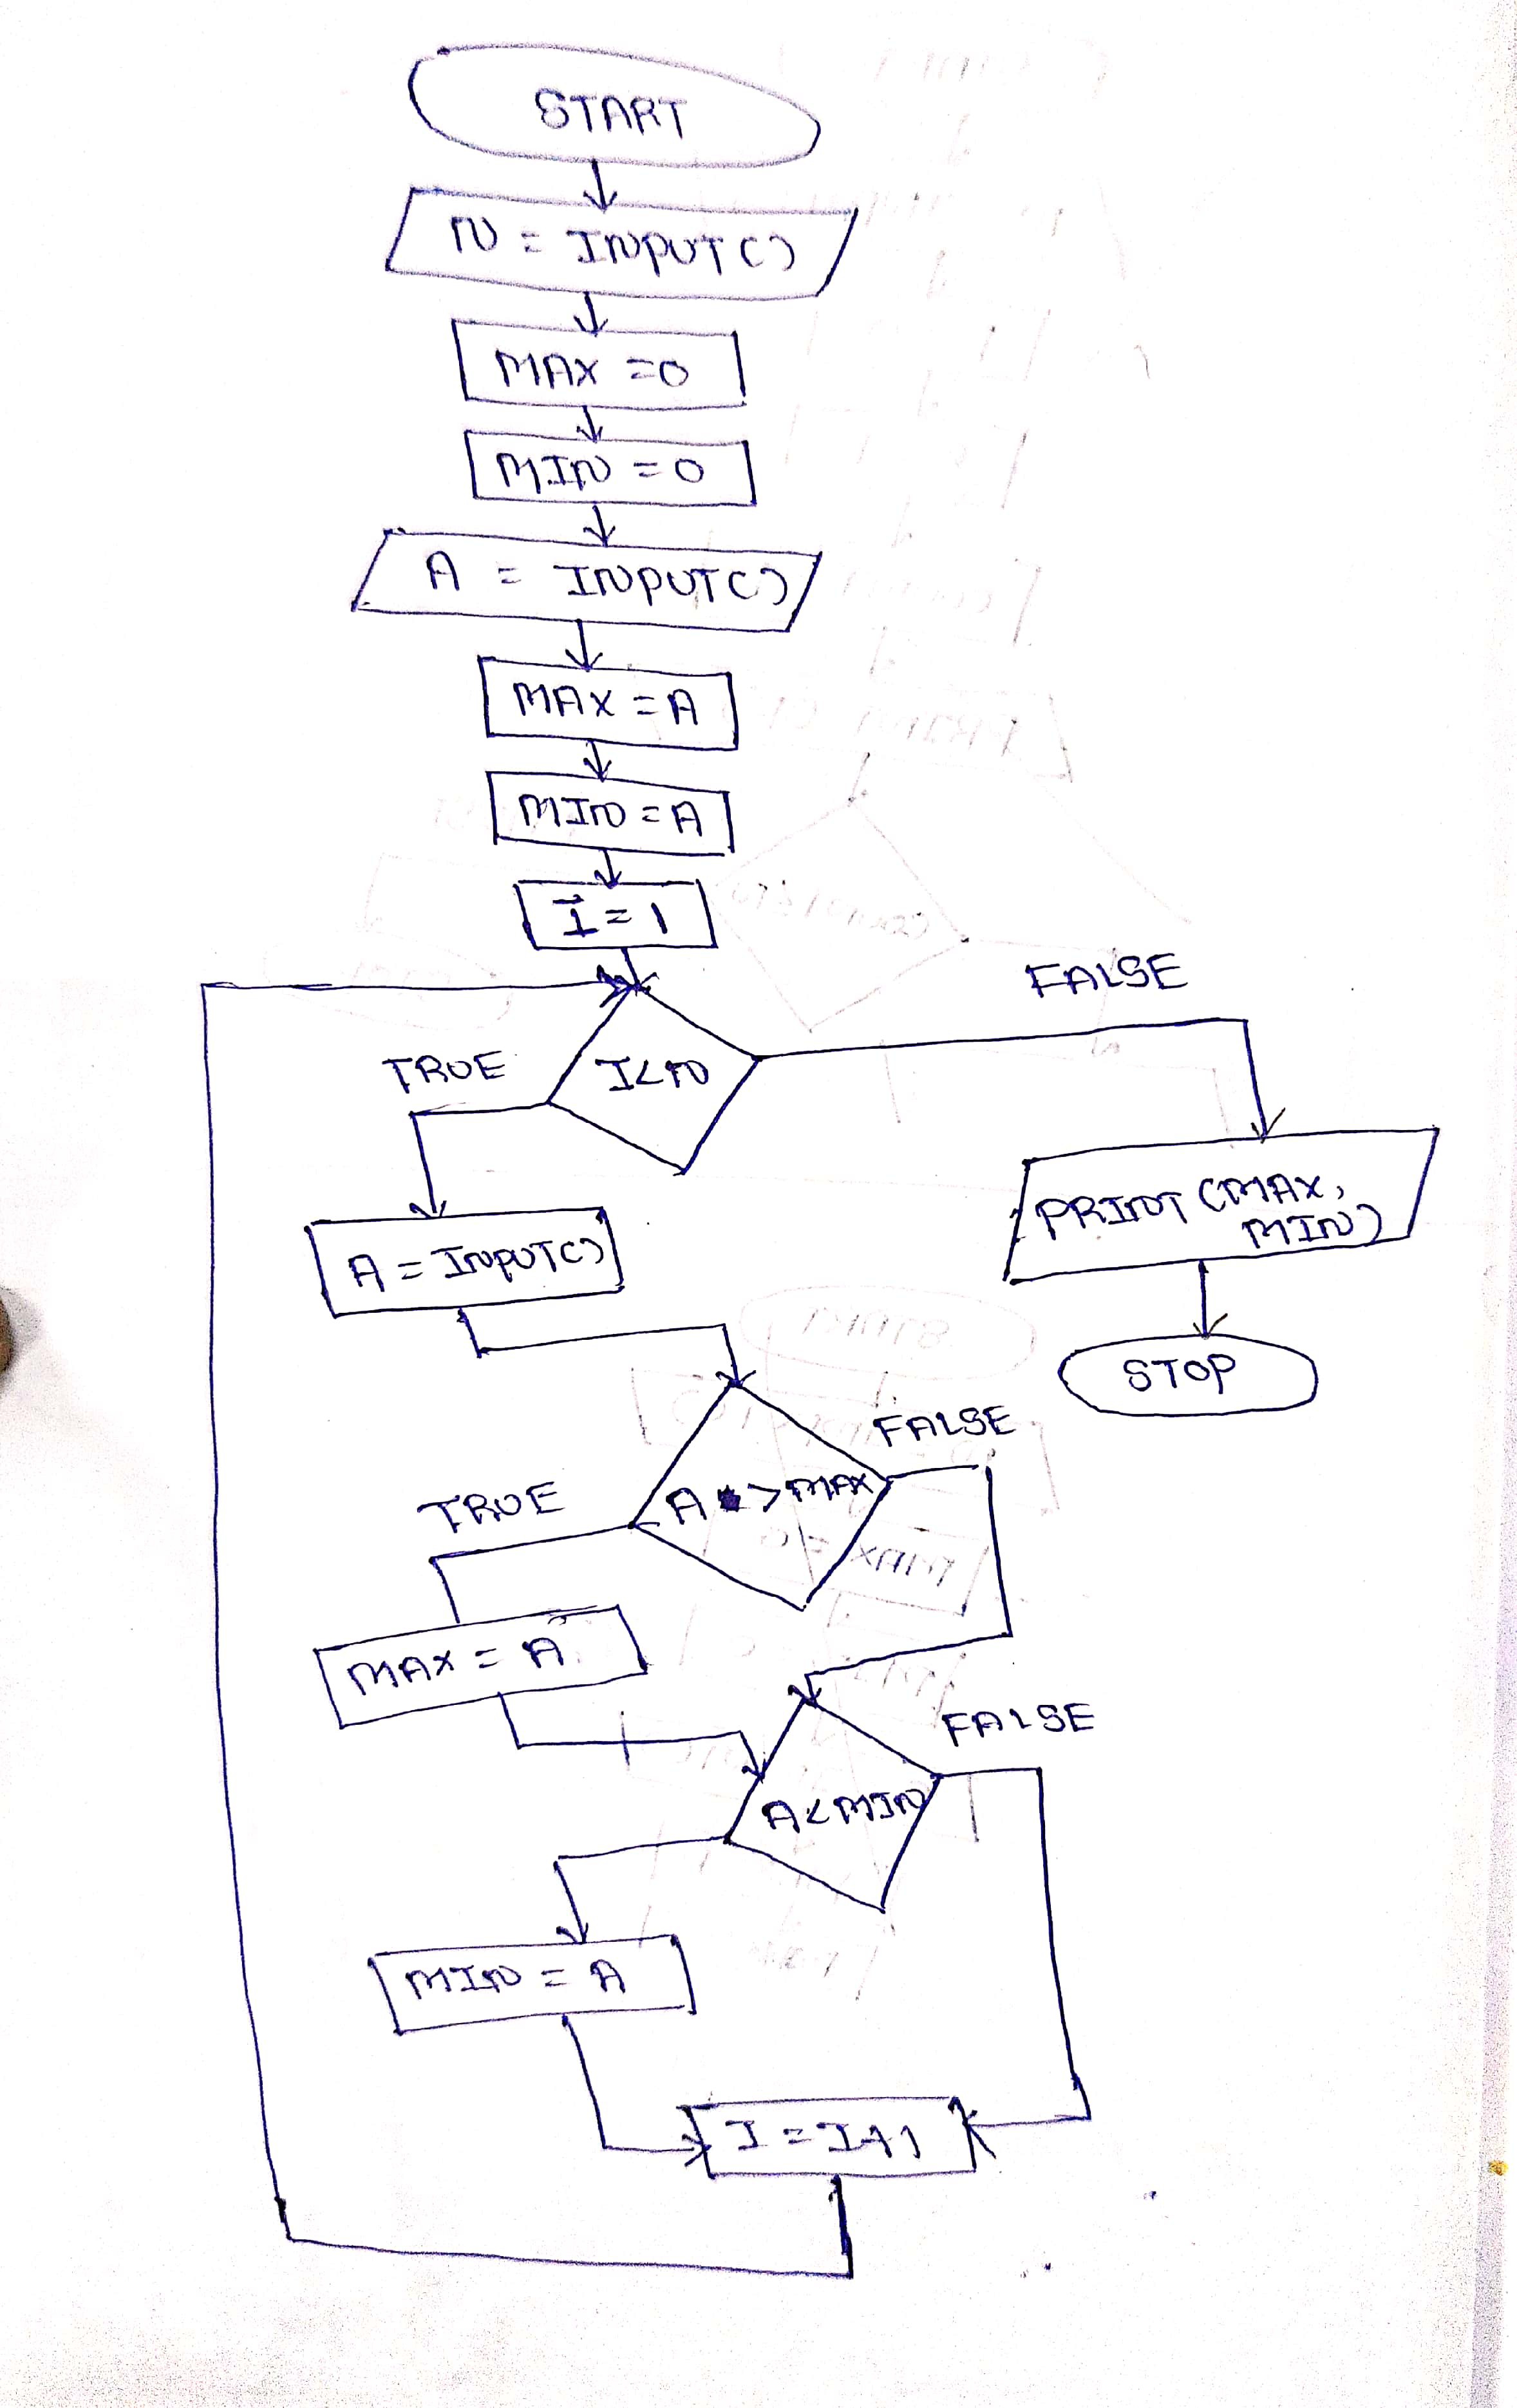 START
N = INPUT()
MAX = 0
MIN = 0
A = INPUT()
MAX = A
MIN = A
I = 1
FALSE
TRUE
I<N
PRINT (MAX,
MIN)
A = INPUT()
STOP
FALSE
TRUE
A > MAX
MAX = A
FALSE
A < MIN
MIN = A
I = I+1